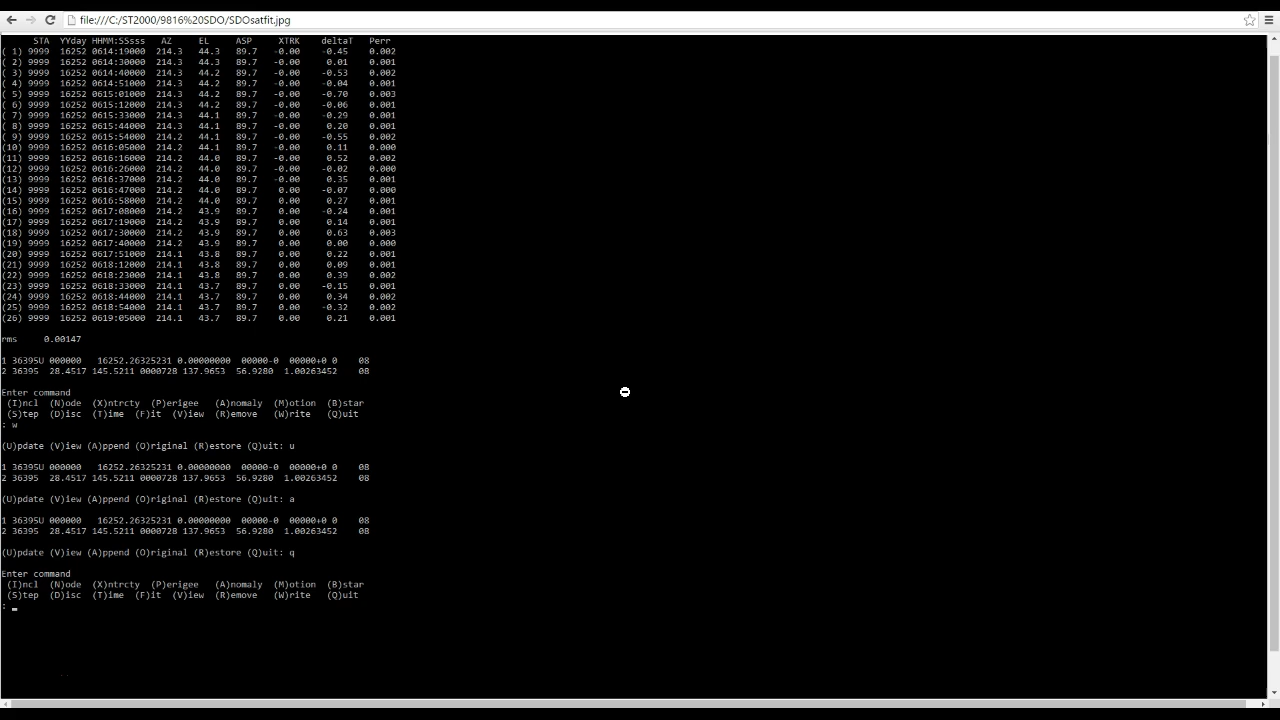 file:///C:/ST2000/9816%20SDO/SDOsatfit.jpg
STA YYday HHMM:SSsss AZ EL ASP XTRK deltaT Perr
( 1) 9999 16252 0614:19000 214.3 44.3 89.7 -0.00 -0.45 0.002
( 2) 9999 16252 0614:30000 214.3 44.3 89.7 -0.00 0.01 0.001
( 3) 9999 16252 0614:40000 214.3 44.2 89.7 -0.00 -0.53 0.002
( 4) 9999 16252 0614:51000 214.3 44.2 89.7 -0.00 -0.04 0.001
( 5) 9999 16252 0615:01000 214.3 44.2 89.7 -0.00 -0.70 0.003
( 6) 9999 16252 0615:12000 214.3 44.2 89.7 -0.00 -0.06 0.001
( 7) 9999 16252 0615:33000 214.3 44.1 89.7 -0.00 -0.29 0.001
( 8) 9999 16252 0615:44000 214.3 44.1 89.7 -0.00 0.20 0.001
( 9) 9999 16252 0615:54000 214.2 44.1 89.7 -0.00 -0.55 0.002
(10) 9999 16252 0616:05000 214.2 44.1 89.7 -0.00 0.11 0.000
(11) 9999 16252 0616:16000 214.2 44.0 89.7 -0.00 0.52 0.002
(12) 9999 16252 0616:26000 214.2 44.0 89.7 -0.00 -0.02 0.000
(13) 9999 16252 0616:37000 214.2 44.0 89.7 -0.00 0.35 0.001
(14) 9999 16252 0616:47000 214.2 44.0 89.7 0.00 -0.07 0.000
(15) 9999 16252 0616:58000 214.2 44.0 89.7 0.00 0.27 0.001
(16) 9999 16252 0617:08000 214.2 43.9 89.7 0.00 -0.24 0.001
(17) 9999 16252 0617:19000 214.2 43.9 89.7 0.00 0.14 0.001
(18) 9999 16252 0617:30000 214.2 43.9 89.7 0.00 0.63 0.003
(19) 9999 16252 0617:40000 214.2 43.9 89.7 0.00 0.00 0.000
(20) 9999 16252 0617:51000 214.1 43.8 89.7 0.00 0.22 0.001
(21) 9999 16252 0618:12000 214.1 43.8 89.7 0.00 0.09 0.001
(22) 9999 16252 0618:23000 214.1 43.8 89.7 0.00 0.39 0.002
(23) 9999 16252 0618:33000 214.1 43.7 89.7 0.00 -0.15 0.001
(24) 9999 16252 0618:44000 214.1 43.7 89.7 0.00 0.34 0.002
(25) 9999 16252 0618:54000 214.1 43.7 89.7 0.00 -0.32 0.002
(26) 9999 16252 0619:05000 214.1 43.7 89.7 0.00 0.21 0.001
rms 0.00147
1 36395U 000000 16252.26325231 0.00000000 00000-0 00000+0 0 08
2 36395 28.4517 145.5211 0000728 137.9653 56.9280 1.00263452 08
Enter command
(I)ncl (N)ode (X)ntrcty (P)erigee (A)nomaly (M)otion (B)star
(S)tep (D)isc (T)ime (F)it (V)iew (R)emove (W)rite (Q)uit
: w
(U)pdate (V)iew (A)ppend (O)riginal (R)estore (Q)uit: u
1 36395U 000000 16252.26325231 0.00000000 00000-0 00000+0 0 08
2 36395 28.4517 145.5211 0000728 137.9653 56.9280 1.00263452 08
(U)pdate (V)iew (A)ppend (O)riginal (R)estore (Q)uit: a
1 36395U 000000 16252.26325231 0.00000000 00000-0 00000+0 0 08
2 36395 28.4517 145.5211 0000728 137.9653 56.9280 1.00263452 08
(U)pdate (V)iew (A)ppend (O)riginal (R)estore (Q)uit: q
Enter command
(I)ncl (N)ode (X)ntrcty (P)erigee (A)nomaly (M)otion (B)star
(S)tep (D)isc (T)ime (F)it (V)iew (R)emove (W)rite (Q)uit
: _